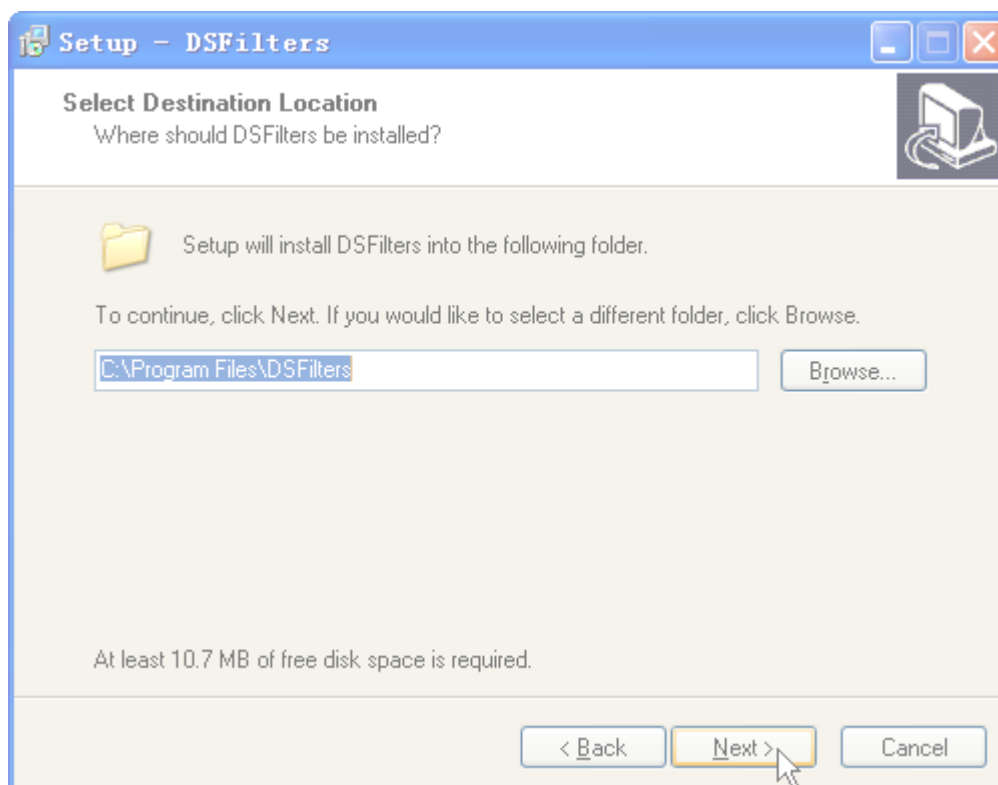 Setup - DSFilters
Select Destination Location
Where should DSFilters be installed?
Setup will install DSFilters into the following folder.
To continue, click Next. If you would like to select a different folder, click Browse.
C:\Program Files\DSFilters
Browse...
At least 10.7 MB of free disk space is required.
< Back
Next >
Cancel